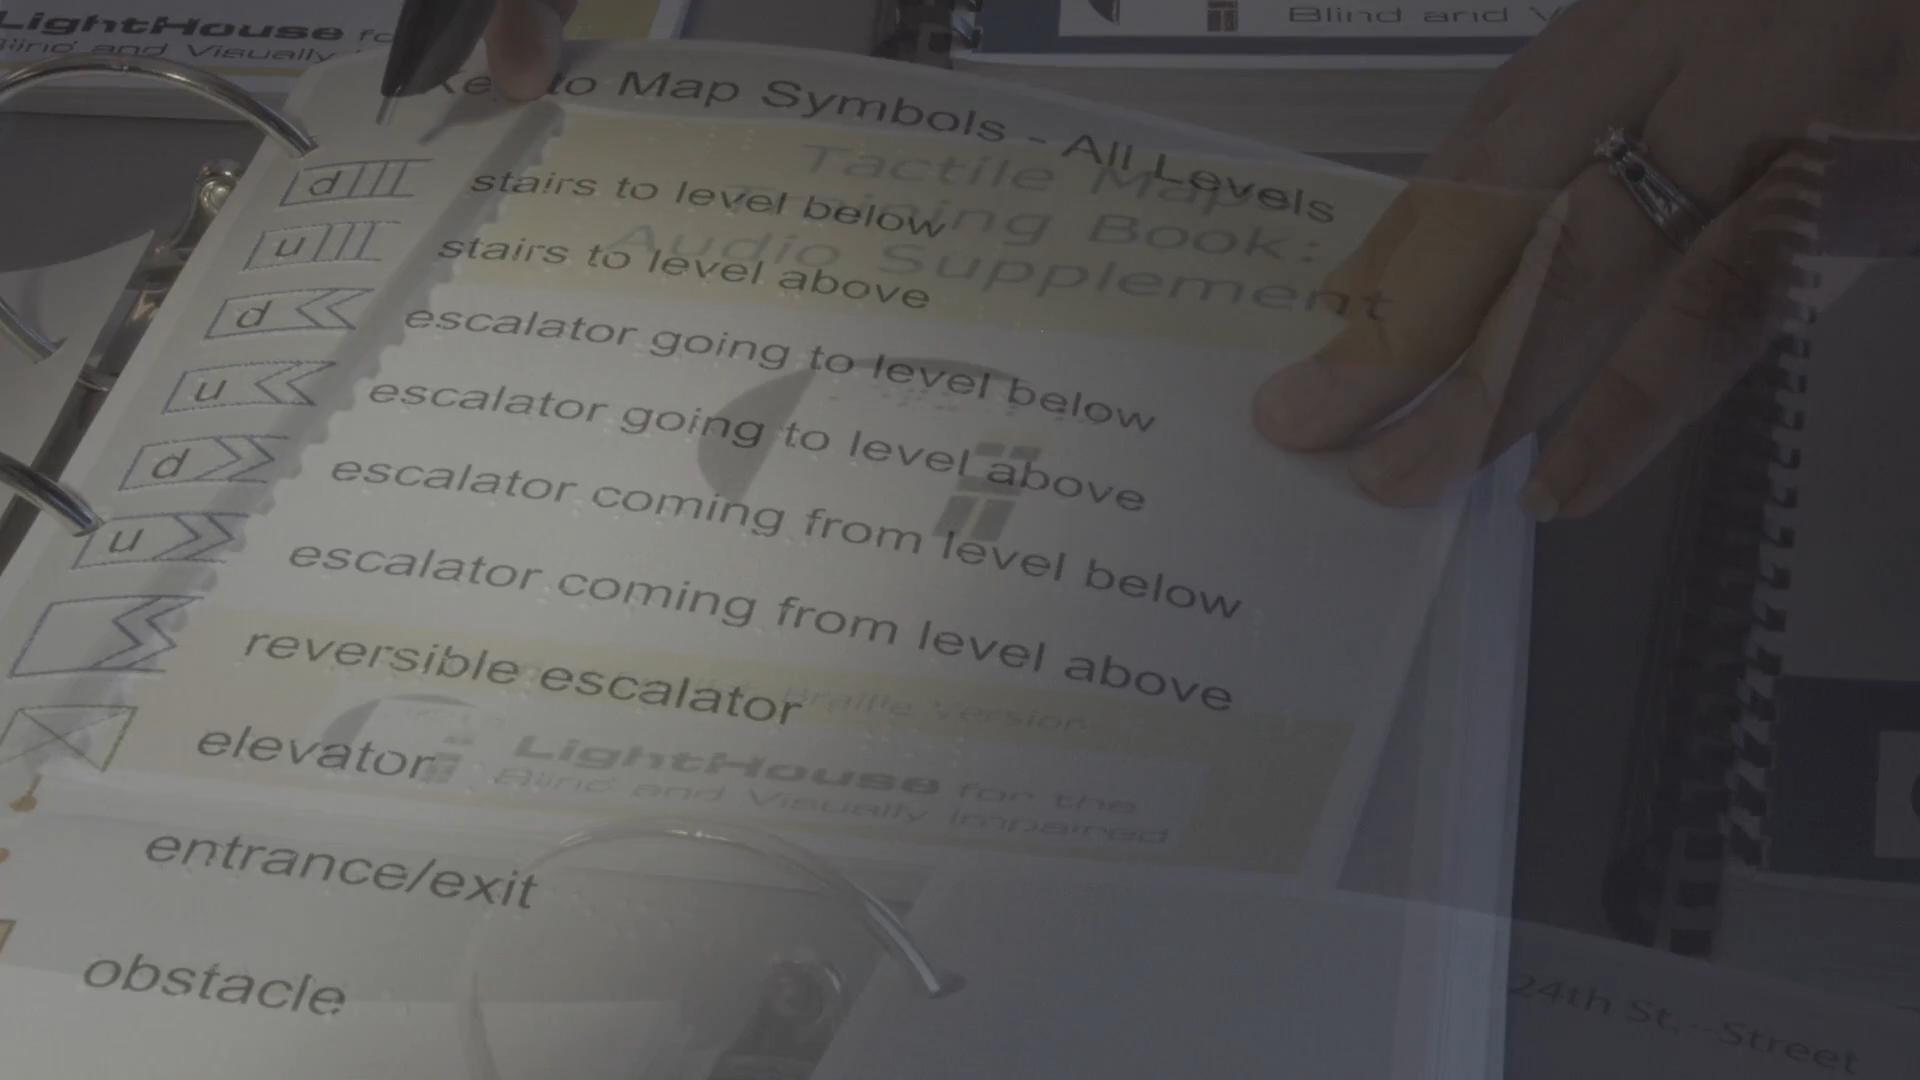 LightHouse fo
Blind and Visually
Blind and V
Key to Map Symbols - All Levels
d stairs to level below
u stairs to level above
d escalator going to level below
u escalator going to level above
d escalator coming from level below
u escalator coming from level above
reversible escalator
elevator
entrance/exit
obstacle
Tactile Map
Training Book:
Audio Supplement
Braille Version
LightHouse for the
Blind and Visually Impaired
24th St.--Street